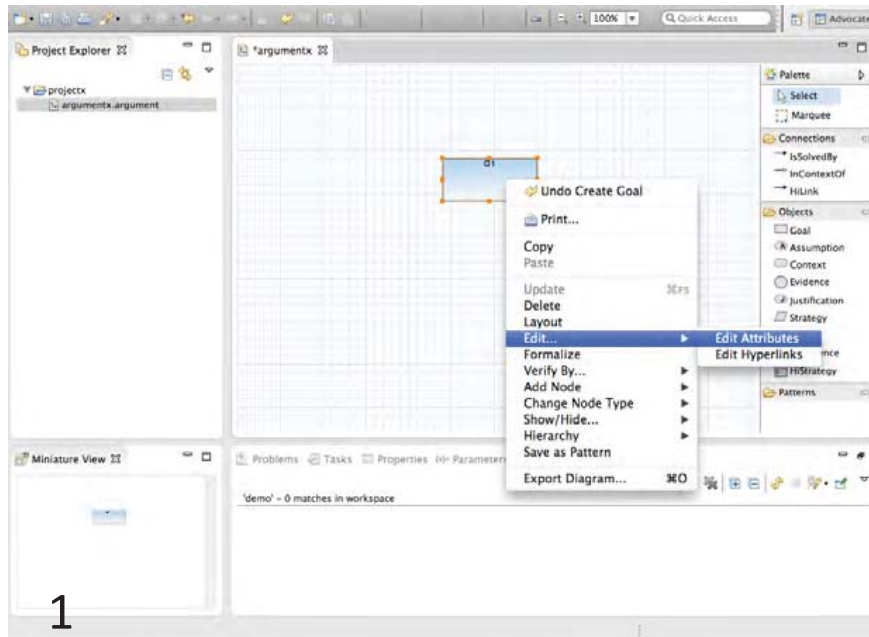 100%
Quick Access
Advocate
Project Explorer
*argumentx
projectx
argumentx.argument
Palette
Select
Marquee
Connections
IsSolvedBy
InContextOf
HiLink
Objects
Goal
Assumption
Context
Evidence
Justification
Strategy
nce
HiStrategy
Patterns
G1
Undo Create Goal
Print...
Copy
Paste
Update ⌘F5
Delete
Layout
Edit...
Edit Attributes
Formalize
Edit Hyperlinks
Verify By...
Add Node
Change Node Type
Show/Hide...
Hierarchy
Save as Pattern
Export Diagram... ⌘O
Miniature View
Problems Tasks Properties Parameter
'demo' - 0 matches in workspace
1